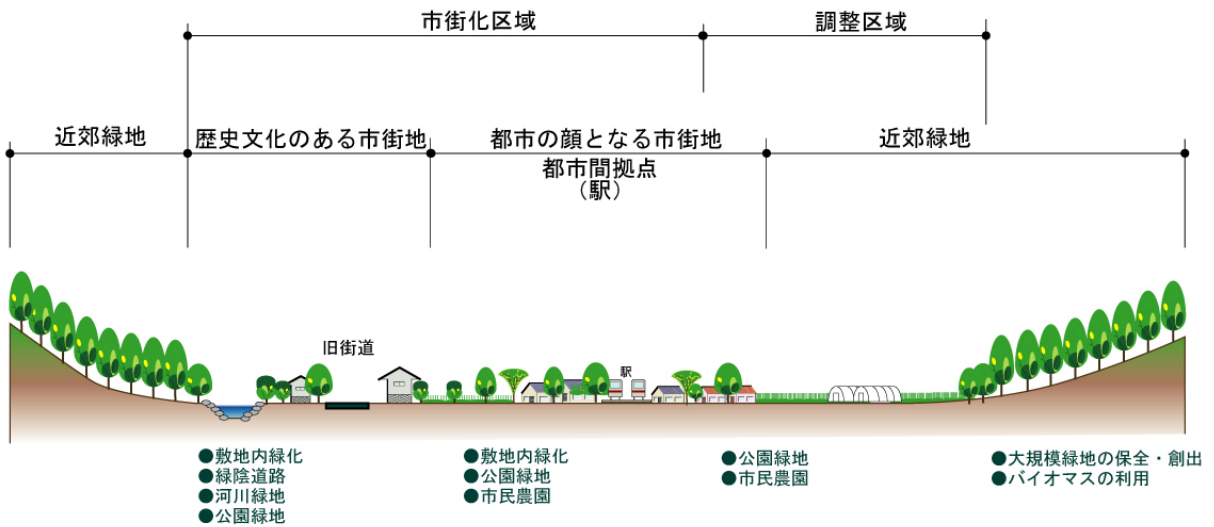 市街化区域
調整区域
近郊緑地
歴史文化のある市街地
都市の顔となる市街地
近郊緑地
都市間拠点
（駅）
旧街道
駅
●敷地内緑化
●緑陰道路
●河川緑地
●公園緑地
●敷地内緑化
●公園緑地
●市民農園
●公園緑地
●市民農園
●大規模緑地の保全・創出
●バイオマスの利用